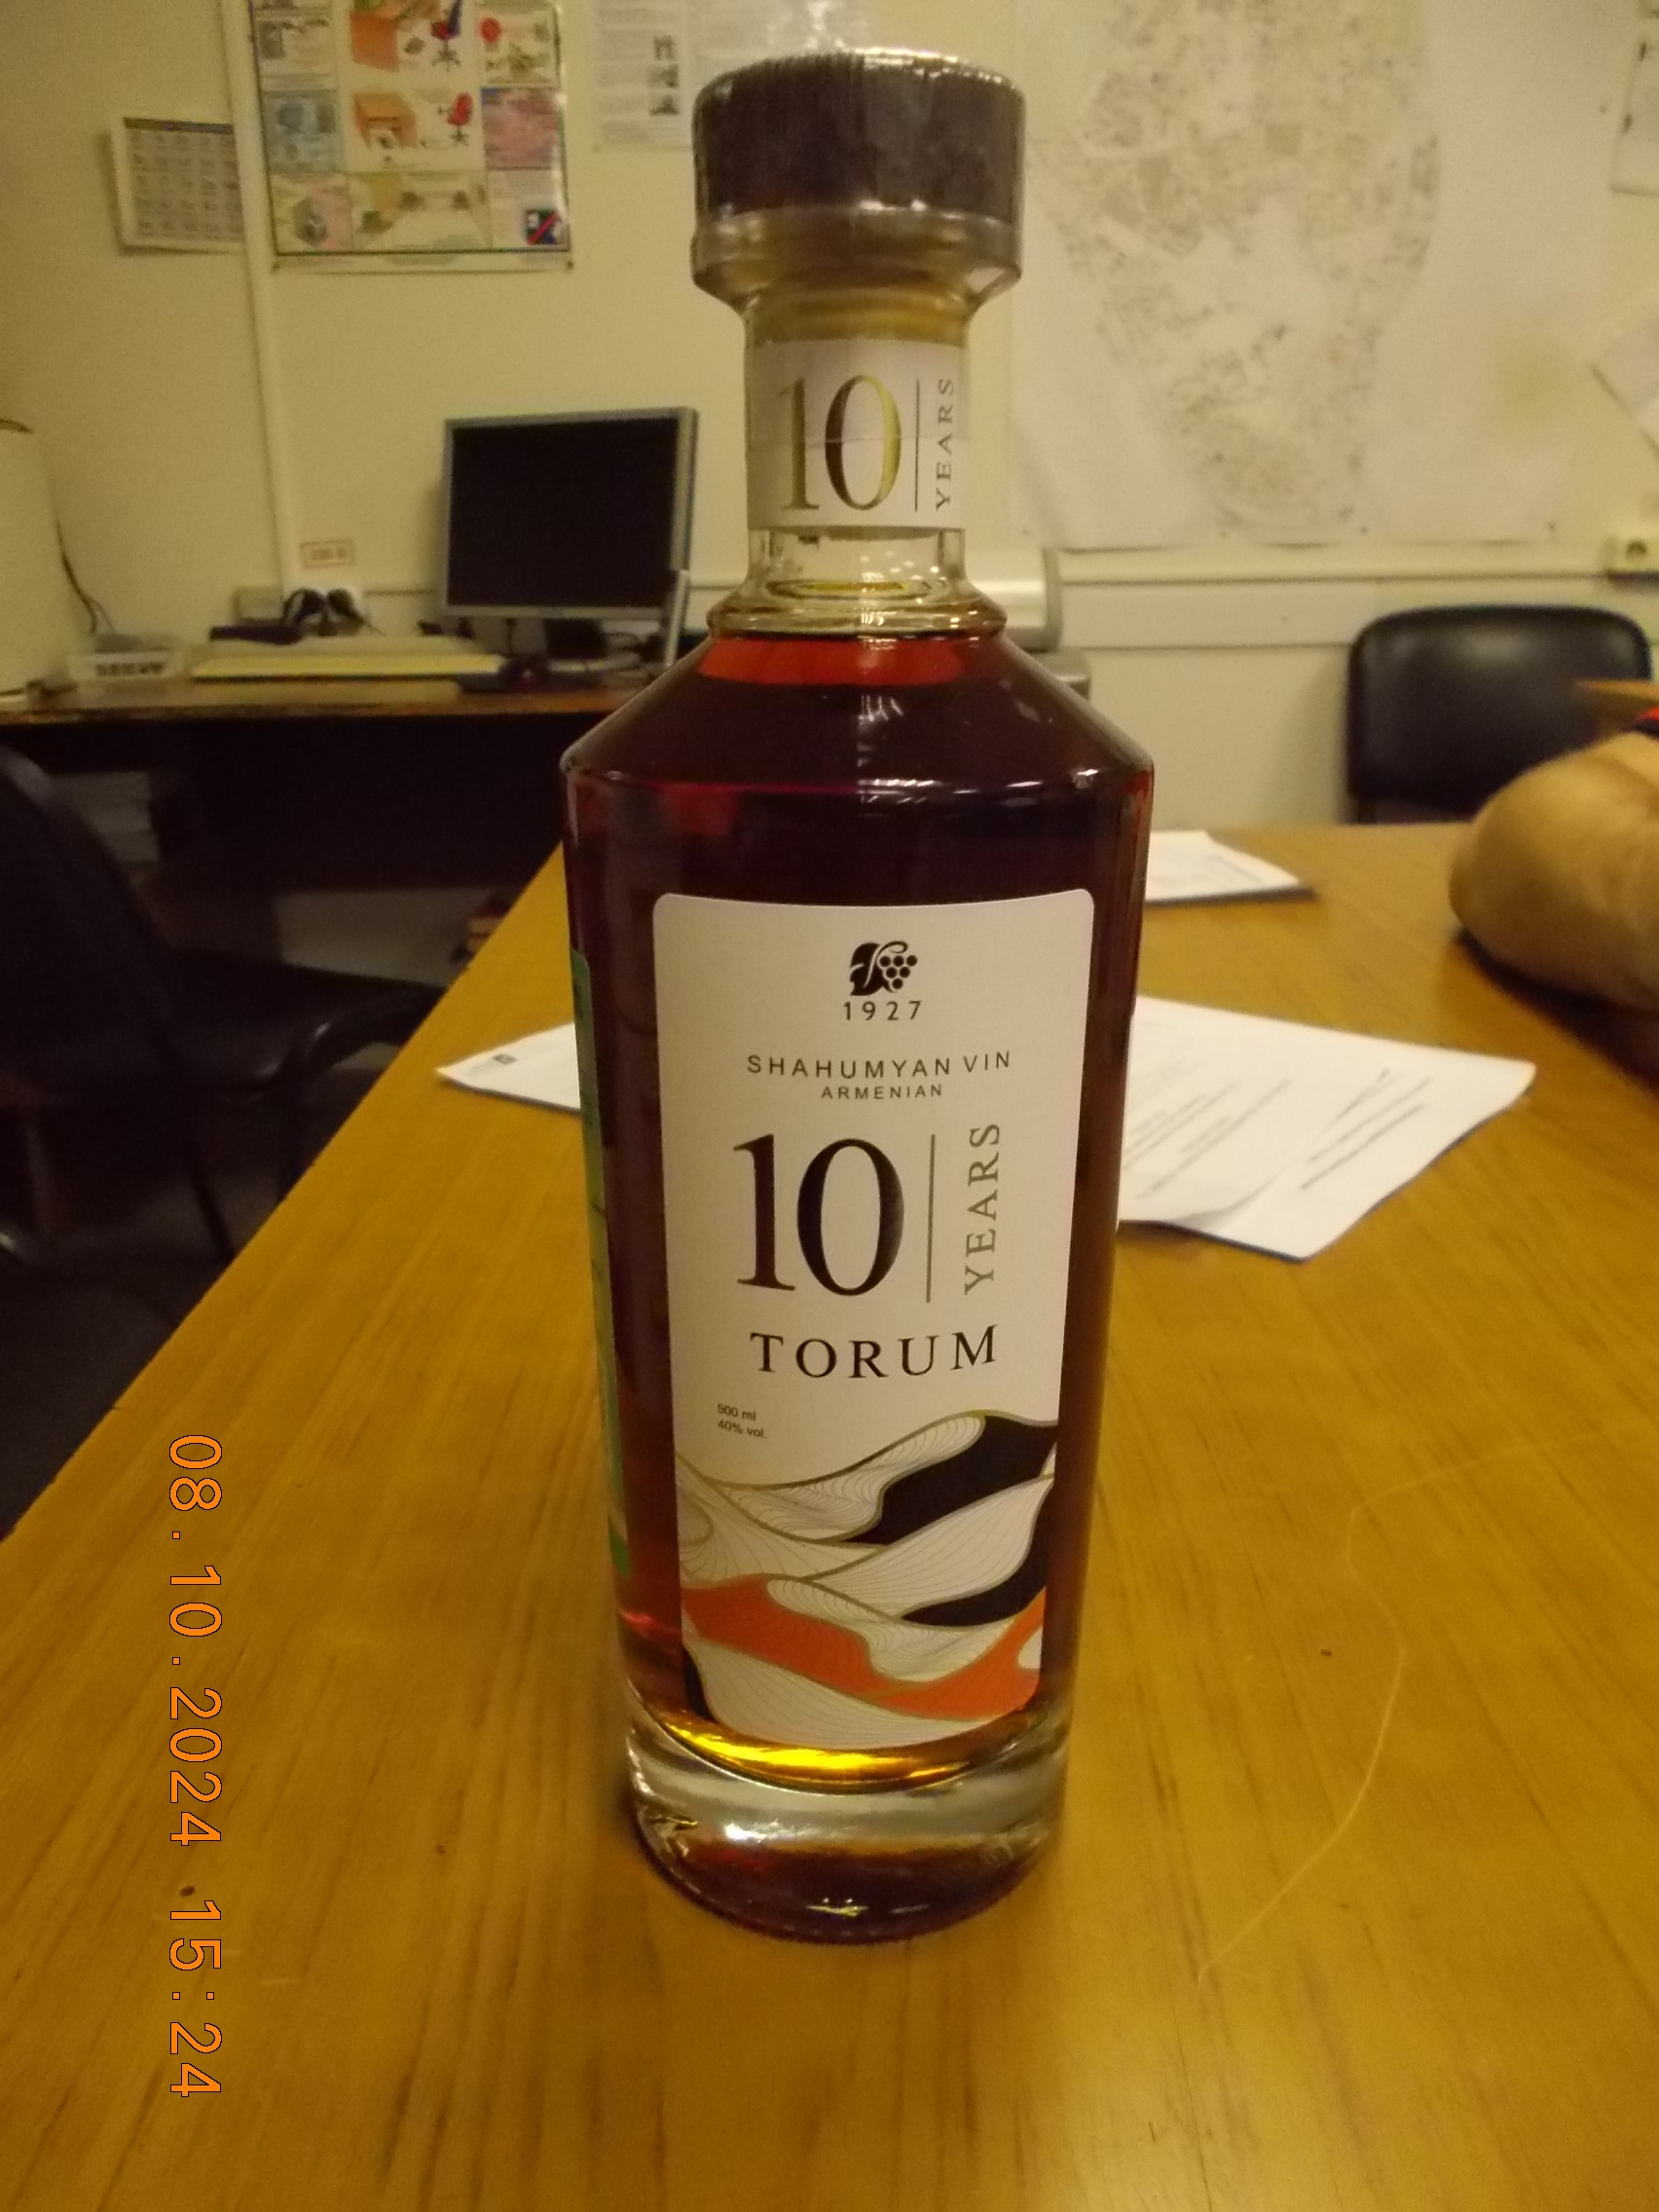 10 YEARS
1927
SHAHUMYAN VIN
ARMENIAN
10 YEARS
TORUM
500 ml
40% vol.
08.10.2024 15:24